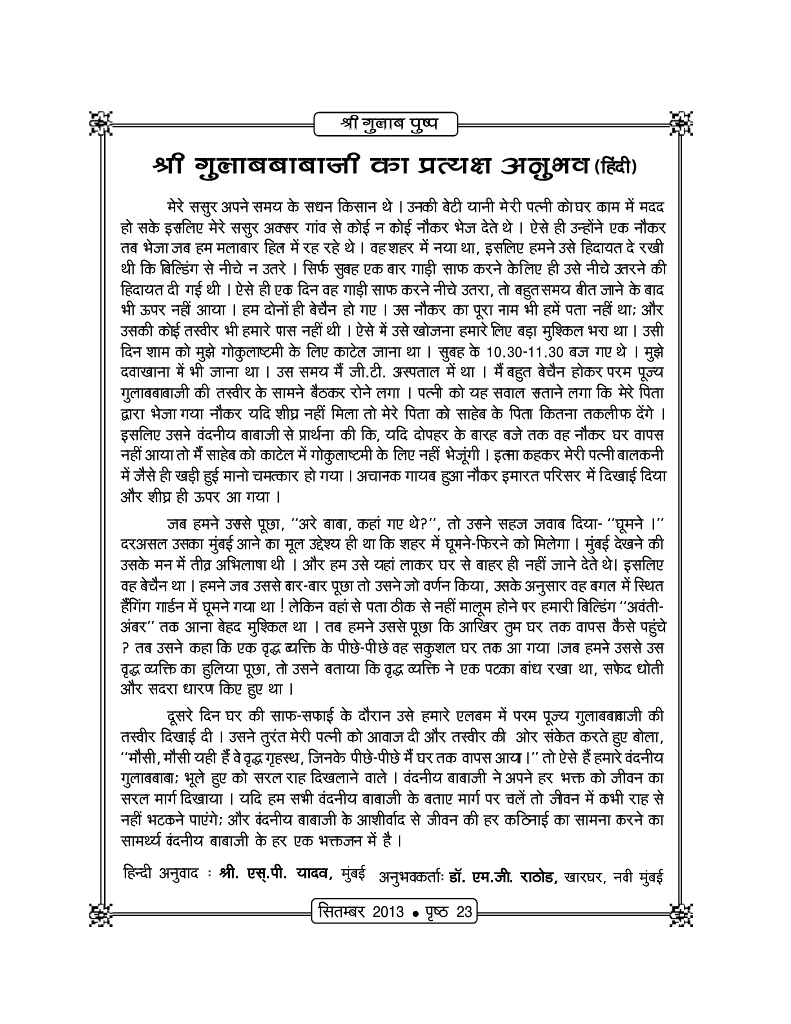 श्री गुलाब पुष्प
श्री गुलाबबाबाजी का प्रत्यक्ष अनुभव (हिंदी)
मेरे ससुर अपने समय के सधन किसान थे । उनकी बेटी यानी मेरी पत्नी को घर काम में मदद
हो सके इसलिए मेरे ससुर अक्सर गांव से कोई न कोई नौकर भेज देते थे । ऐसे ही उन्होंने एक नौकर
तब भेजा जब हम मलाबार हिल में रह रहे थे । वह शहर में नया था, इसलिए हमने उसे हिदायत दे रखी
थी कि बिल्डिंग से नीचे न उतरे । सिर्फ सुबह एक बार गाड़ी साफ करने के लिए ही उसे नीचे उतरने की
हिदायत दी गई थी । ऐसे ही एक दिन वह गाड़ी साफ करने नीचे उतरा, तो बहुत समय बीत जाने के बाद
भी ऊपर नहीं आया । हम दोनों ही बेचैन हो गए । उस नौकर का पूरा नाम भी हमें पता नहीं था; और
उसकी कोई तस्वीर भी हमारे पास नहीं थी । ऐसे में उसे खोजना हमारे लिए बड़ा मुश्किल भरा था । उसी
दिन शाम को मुझे गोकुलाष्टमी के लिए काटेल जाना था । सुबह के 10.30-11.30 बज गए थे । मुझे
दवाखाना में भी जाना था । उस समय मैं जी.टी. अस्पताल में था । मैं बहुत बेचैन होकर परम पूज्य
गुलाबबाबाजी की तस्वीर के सामने बैठकर रोने लगा । पत्नी को यह सवाल सताने लगा कि मेरे पिता
द्वारा भेजा गया नौकर यदि शीघ्र नहीं मिला तो मेरे पिता को साहेब के पिता कितना तकलीफ देंगे ।
इसलिए उसने वंदनीय बाबाजी से प्रार्थना की कि, यदि दोपहर के बारह बजे तक वह नौकर घर वापस
नहीं आया तो मैं साहेब को काटेल में गोकुलाष्टमी के लिए नहीं भेजूंगी । इतना कहकर मेरी पत्नी बालकनी
में जैसे ही खड़ी हुई मानो चमत्कार हो गया । अचानक गायब हुआ नौकर इमारत परिसर में दिखाई दिया
और शीघ्र ही ऊपर आ गया ।
जब हमने उससे पूछा, ''अरे बाबा, कहां गए थे?'', तो उसने सहज जवाब दिया- ''घूमने ।''
दरअसल उसका मुंबई आने का मूल उद्देश्य ही था कि शहर में घूमने-फिरने को मिलेगा । मुंबई देखने की
उसके मन में तीव्र अभिलाषा थी । और हम उसे यहां लाकर घर से बाहर ही नहीं जाने देते थे। इसलिए
वह बेचैन था । हमने जब उससे बार-बार पूछा तो उसने जो वर्णन किया, उसके अनुसार वह बगल में स्थित
हैंगिंग गार्डन में घूमने गया था ! लेकिन वहां से पता ठीक से नहीं मालूम होने पर हमारी बिल्डिंग ''अवंती-
अंबर'' तक आना बेहद मुश्किल था । तब हमने उससे पूछा कि आखिर तुम घर तक वापस कैसे पहुंचे
? तब उसने कहा कि एक वृद्ध व्यक्ति के पीछे-पीछे वह सकुशल घर तक आ गया ।जब हमने उससे उस
वृद्ध व्यक्ति का हुलिया पूछा, तो उसने बताया कि वृद्ध व्यक्ति ने एक पटका बांध रखा था, सफेद धोती
और सदरा धारण किए हुए था ।
दूसरे दिन घर की साफ-सफाई के दौरान उसे हमारे एलबम में परम पूज्य गुलाबबाबाजी की
तस्वीर दिखाई दी । उसने तुरंत मेरी पत्नी को आवाज दी और तस्वीर की ओर संकेत करते हुए बोला,
''मौसी, मौसी यही हैं वे वृद्ध गृहस्थ, जिनके पीछे-पीछे मैं घर तक वापस आया।'' तो ऐसे हैं हमारे वंदनीय
गुलाबबाबा; भूले हुए को सरल राह दिखलाने वाले । वंदनीय बाबाजी ने अपने हर भक्त को जीवन का
सरल मार्ग दिखाया । यदि हम सभी वंदनीय बाबाजी के बताए मार्ग पर चलें तो जीवन में कभी राह से
नहीं भटकने पाएंगे; और वंदनीय बाबाजी के आशीर्वाद से जीवन की हर कठिनाई का सामना करने का
सामर्थ्य वंदनीय बाबाजी के हर एक भक्तजन में है ।
हिन्दी अनुवाद : श्री. एस्.पी. यादव, मुंबई अनुभवकर्ताः डॉ. एम.जी. राठोड, खारघर, नवी मुंबई
सितम्बर 2013 ● पृष्ठ 23